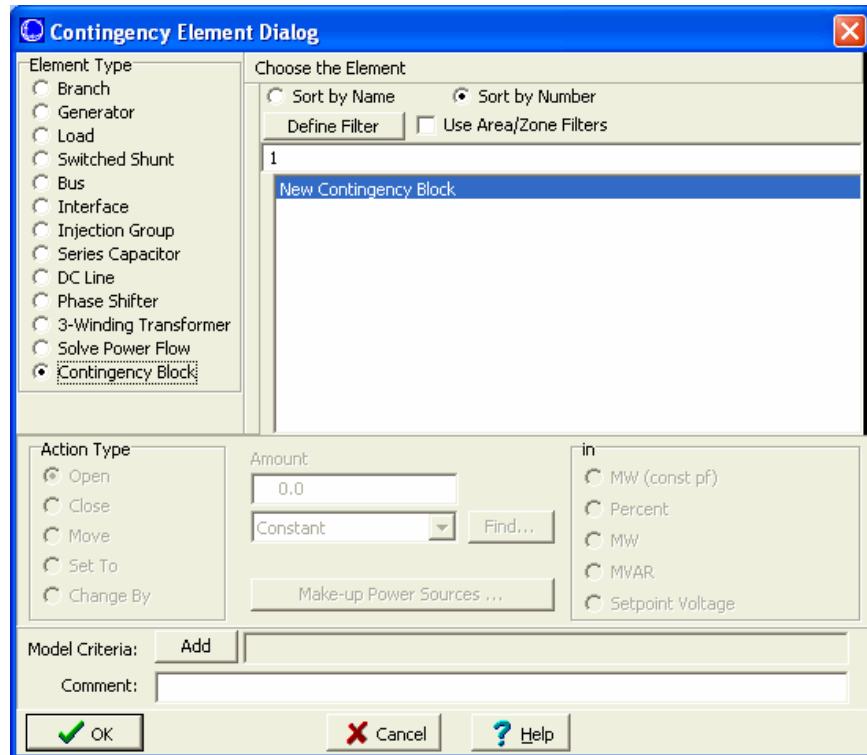 Contingency Element Dialog
Element Type
Branch
Generator
Load
Switched Shunt
Bus
Interface
Injection Group
Series Capacitor
DC Line
Phase Shifter
3-Winding Transformer
Solve Power Flow
Contingency Block
Choose the Element
Sort by Name
Sort by Number
Define Filter
Use Area/Zone Filters
1
New Contingency Block
Action Type
Open
Close
Move
Set To
Change By
Amount
0.0
Constant
Find...
Make-up Power Sources ...
in
MW (const pf)
Percent
MW
MVAR
Setpoint Voltage
Model Criteria:
Add
Comment:
OK
Cancel
? Help